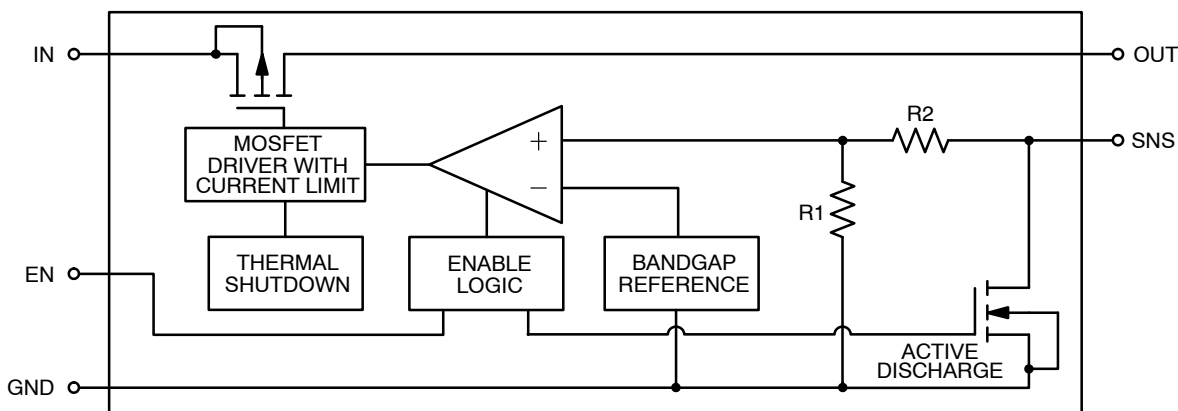 IN
OUT
R2
MOSFET
DRIVER WITH
CURRENT LIMIT
+
−
SNS
R1
THERMAL
SHUTDOWN
ENABLE
LOGIC
BANDGAP
REFERENCE
EN
ACTIVE
DISCHARGE
GND